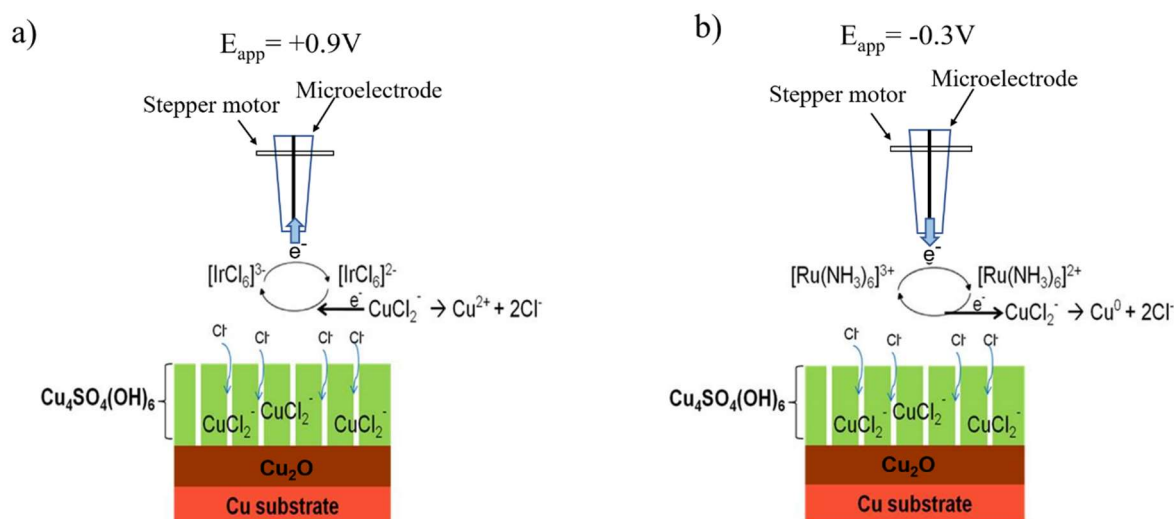 a)
E_app= +0.9V
Microelectrode
Stepper motor
e⁻
[IrCl₆]³⁻ [IrCl₆]²⁻
e⁻ CuCl₂⁻ → Cu²⁺ + 2Cl⁻
Cl⁻ Cl⁻ Cl⁻ Cl⁻
Cu₄SO₄(OH)₆
CuCl₂⁻ CuCl₂⁻ CuCl₂⁻
Cu₂O
Cu substrate
b)
E_app= -0.3V
Microelectrode
Stepper motor
e⁻
[Ru(NH₃)₆]³⁺ [Ru(NH₃)₆]²⁺
e⁻ CuCl₂⁻ → Cu⁰ + 2Cl⁻
Cl⁻ Cl⁻ Cl⁻ Cl⁻
Cu₄SO₄(OH)₆
CuCl₂⁻ CuCl₂⁻ CuCl₂⁻
Cu₂O
Cu substrate